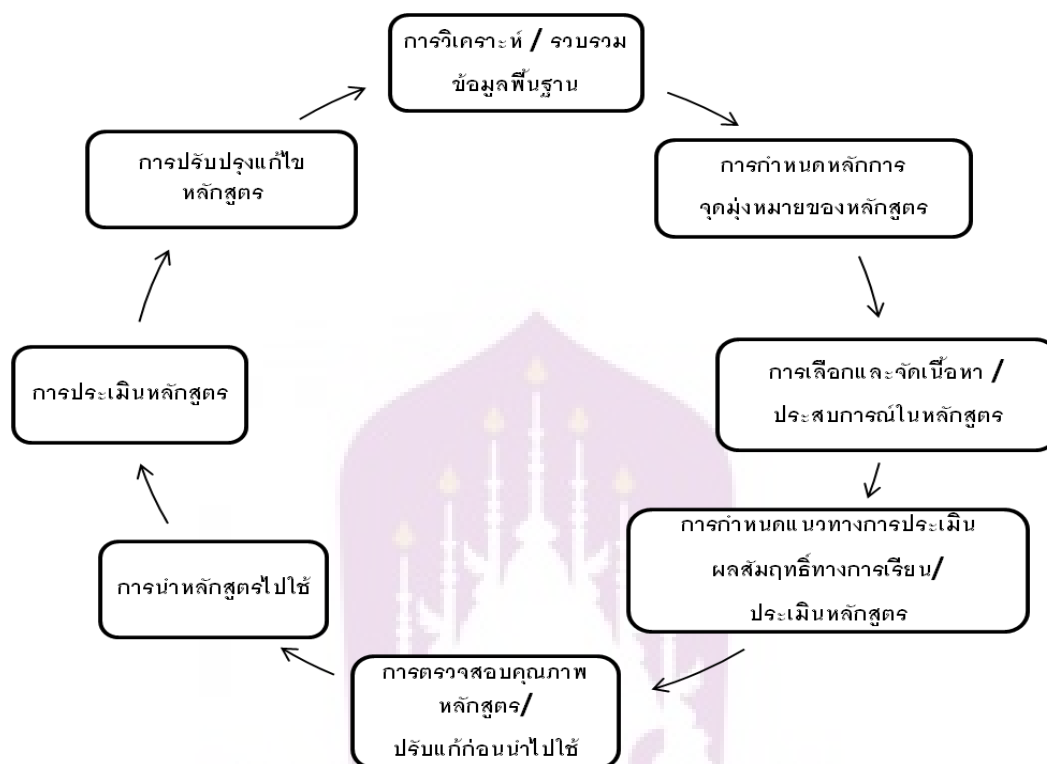 การวิเคราะห์ / รวบรวม
ข้อมูลพื้นฐาน
การกำหนดหลักการ
จุดมุ่งหมายของหลักสูตร
การเลือกและจัดเนื้อหา /
ประสบการณ์ในหลักสูตร
การกำหนดแนวทางการประเมิน
ผลสัมฤทธิ์ทางการเรียน/
ประเมินหลักสูตร
การตรวจสอบคุณภาพ
หลักสูตร/
ปรับแก้ก่อนนำไปใช้
การนำหลักสูตรไปใช้
การประเมินหลักสูตร
การปรับปรุงแก้ไข
หลักสูตร